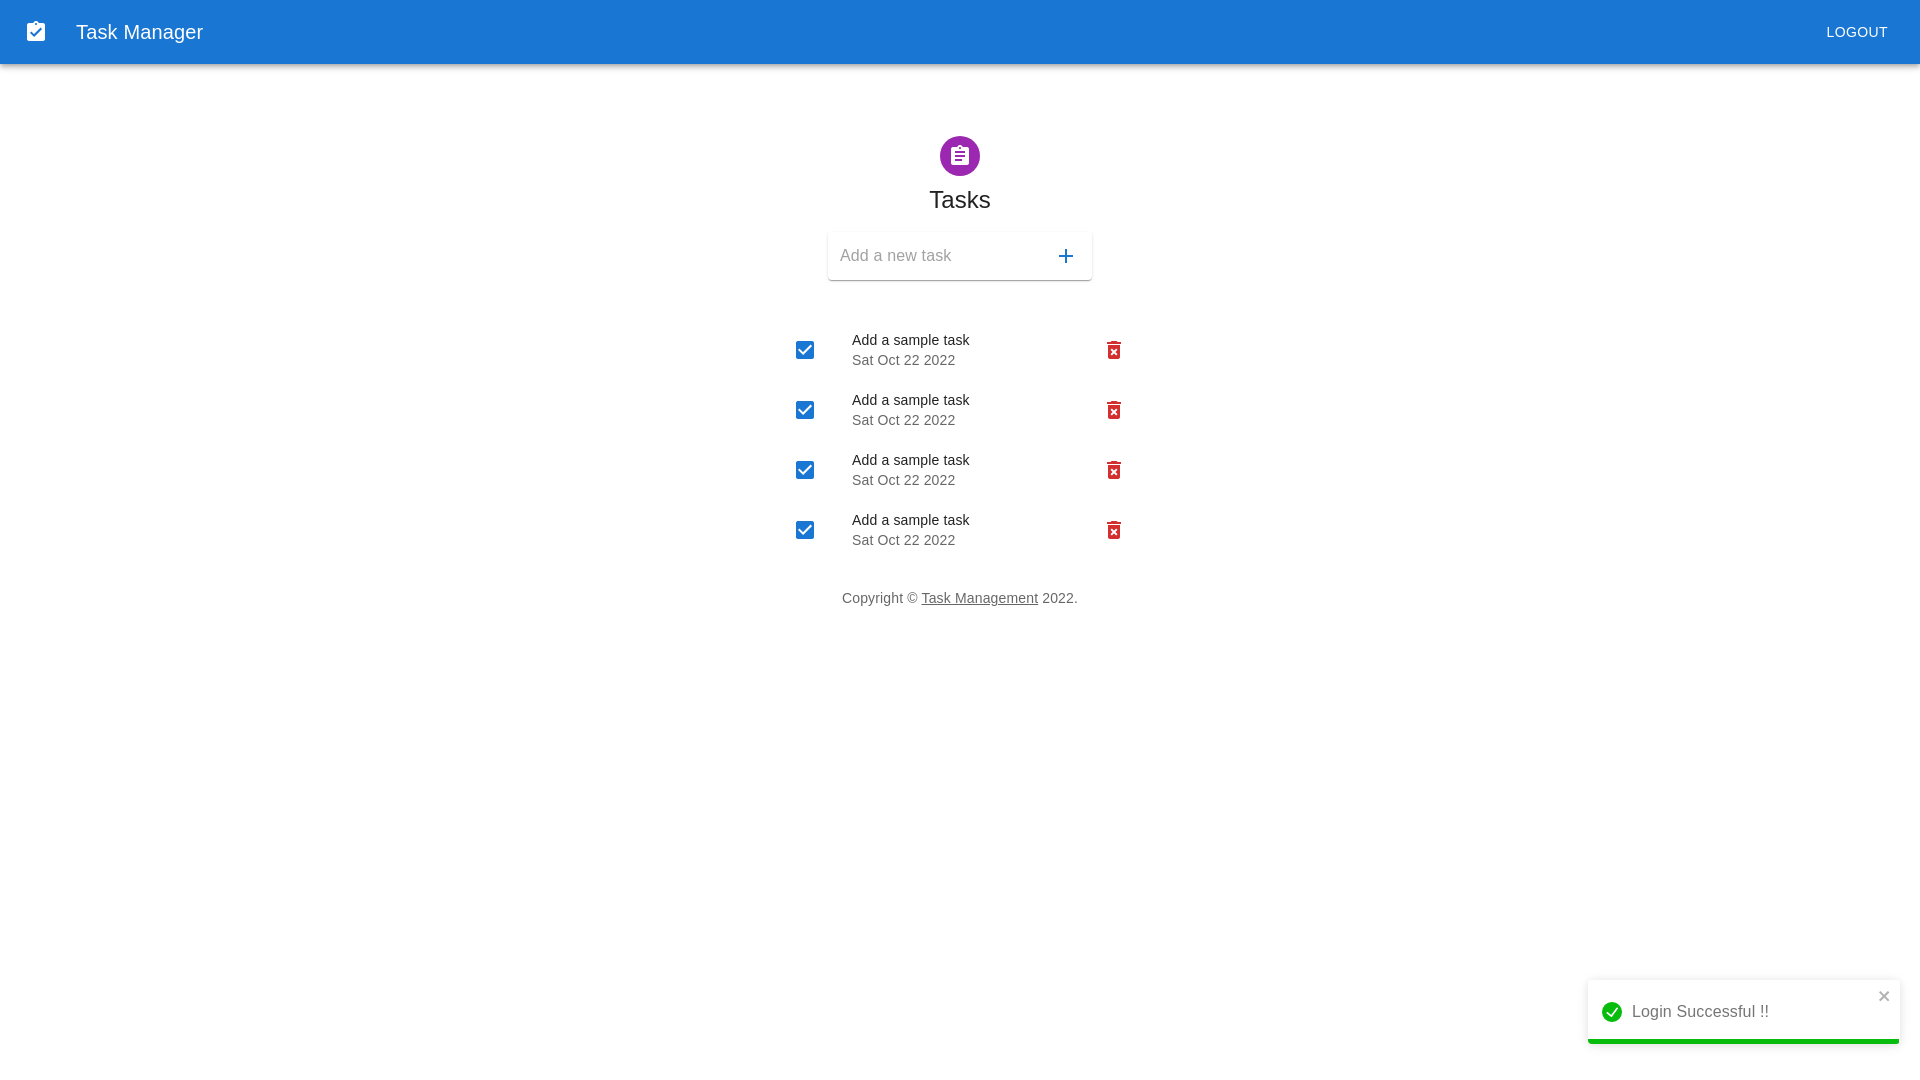 Task Manager
LOGOUT
Tasks
Add a new task
Add a sample task
Sat Oct 22 2022
Add a sample task
Sat Oct 22 2022
Add a sample task
Sat Oct 22 2022
Add a sample task
Sat Oct 22 2022
Copyright © Task Management 2022.
Login Successful !!